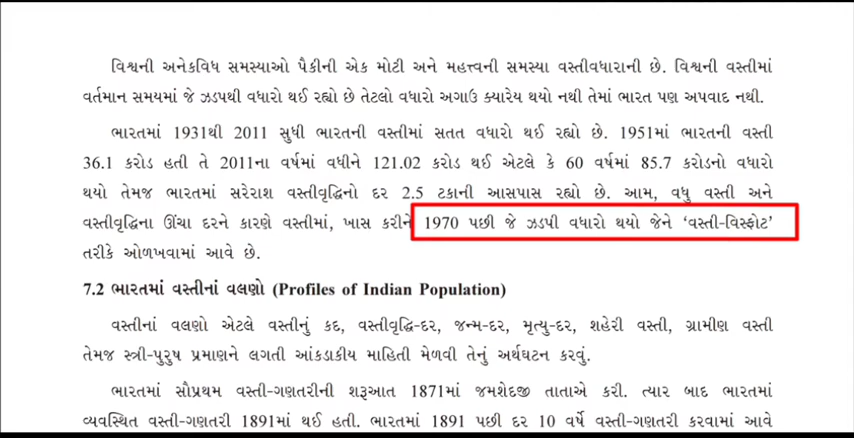 વિશ્વની અનેકવિધ સમસ્યાઓ પૈકીની એક મોટી અને મહત્ત્વની સમસ્યા વસ્તીવધારાની છે. વિશ્વની વસ્તીમાં
વર્તમાન સમયમાં જે ઝડપથી વધારો થઈ રહ્યો છે તેટલો વધારો અગાઉ ક્યારેય થયો નથી તેમાં ભારત પણ અપવાદ નથી.
ભારતમાં 1931થી 2011 સુધી ભારતની વસ્તીમાં સતત વધારો થઈ રહ્યો છે. 1951માં ભારતની વસ્તી
36.1 કરોડ હતી તે 2011ના વર્ષમાં વધીને 121.02 કરોડ થઈ એટલે કે 60 વર્ષમાં 85.7 કરોડનો વધારો
થયો તેમજ ભારતમાં સરેરાશ વસ્તીવૃદ્ધિનો દર 2.5 ટકાની આસપાસ રહ્યો છે. આમ, વધુ વસ્તી અને
વસ્તીવૃદ્ધિના ઊંચા દરને કારણે વસ્તીમાં, ખાસ કરીને 1970 પછી જે ઝડપી વધારો થયો જેને ‘વસ્તી-વિસ્ફોટ’
તરીકે ઓળખવામાં આવે છે.
7.2 ભારતમાં વસ્તીનાં વલણો (Profiles of Indian Population)
વસ્તીનાં વલણો એટલે વસ્તીનું કદ, વસ્તીવૃદ્ધિ-દર, જન્મ-દર, મૃત્યુ-દર, શહેરી વસ્તી, ગ્રામીણ વસ્તી
તેમજ સ્ત્રી-પુરુષ પ્રમાણને લગતી આંકડાકીય માહિતી મેળવી તેનું અર્થઘટન કરવું.
ભારતમાં સૌપ્રથમ વસ્તી-ગણતરીની શરૂઆત 1871માં જમશેદજી તાતાએ કરી. ત્યાર બાદ ભારતમાં
વ્યવસ્થિત વસ્તી-ગણતરી 1891માં થઈ હતી. ભારતમાં 1891 પછી દર 10 વર્ષે વસ્તી-ગણતરી કરવામાં આવે